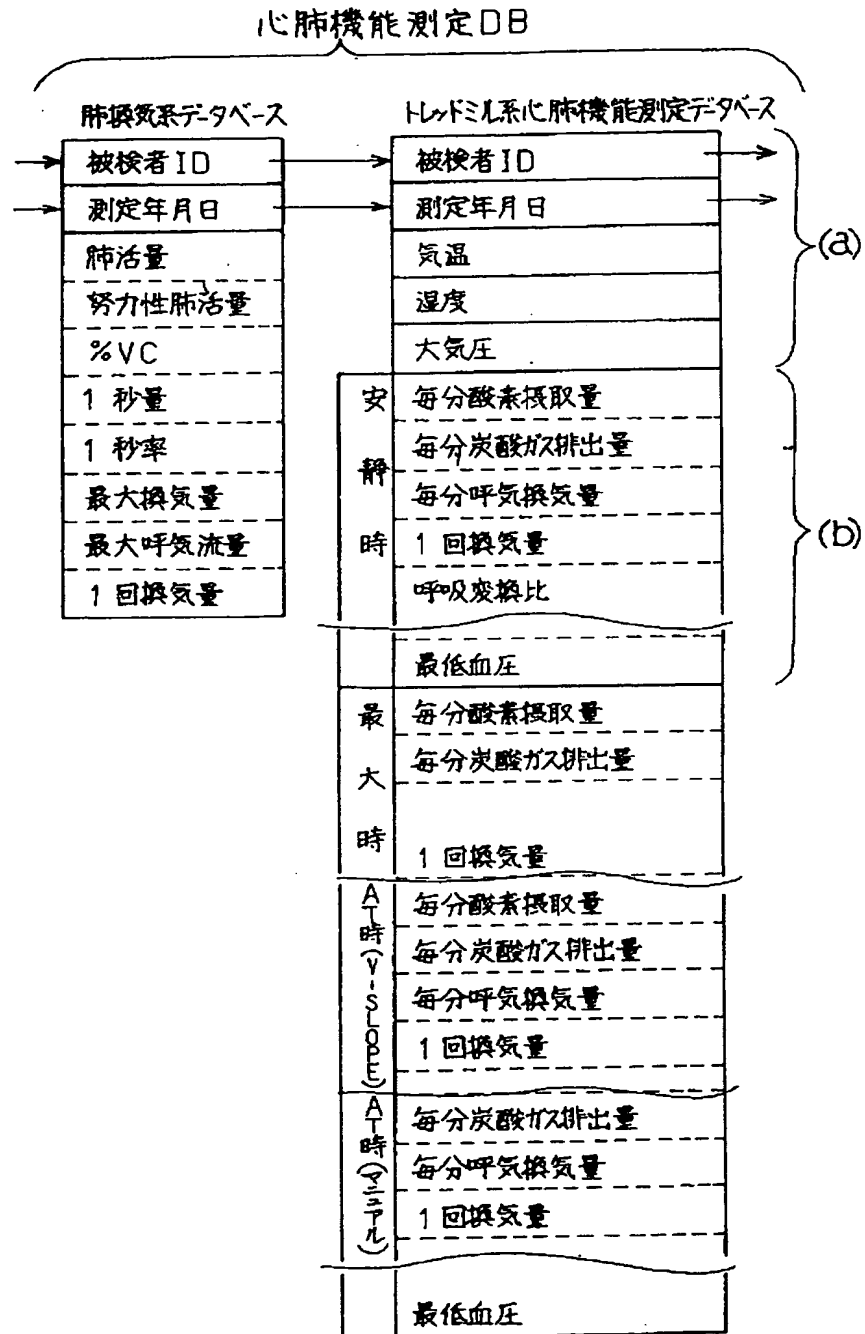 心肺機能測定DB
肺換気系データベース
被検者ID
測定年月日
肺活量
努力性肺活量
%VC
1秒量
1秒率
最大換気量
最大呼気流量
1回換気量
トレッドミル系心肺機能測定データベース
被検者ID
測定年月日
気温
湿度
大気圧
(a)
安静時
毎分酸素摂取量
毎分炭酸ガス排出量
毎分呼気換気量
1回換気量
呼吸変換比
最低血圧
(b)
最大時
毎分酸素摂取量
毎分炭酸ガス排出量
1回換気量
AT時(V-SLOPE)
毎分酸素摂取量
毎分炭酸ガス排出量
毎分呼気換気量
1回換気量
AT時(マニュアル)
毎分炭酸ガス排出量
毎分呼気換気量
1回換気量
最低血圧